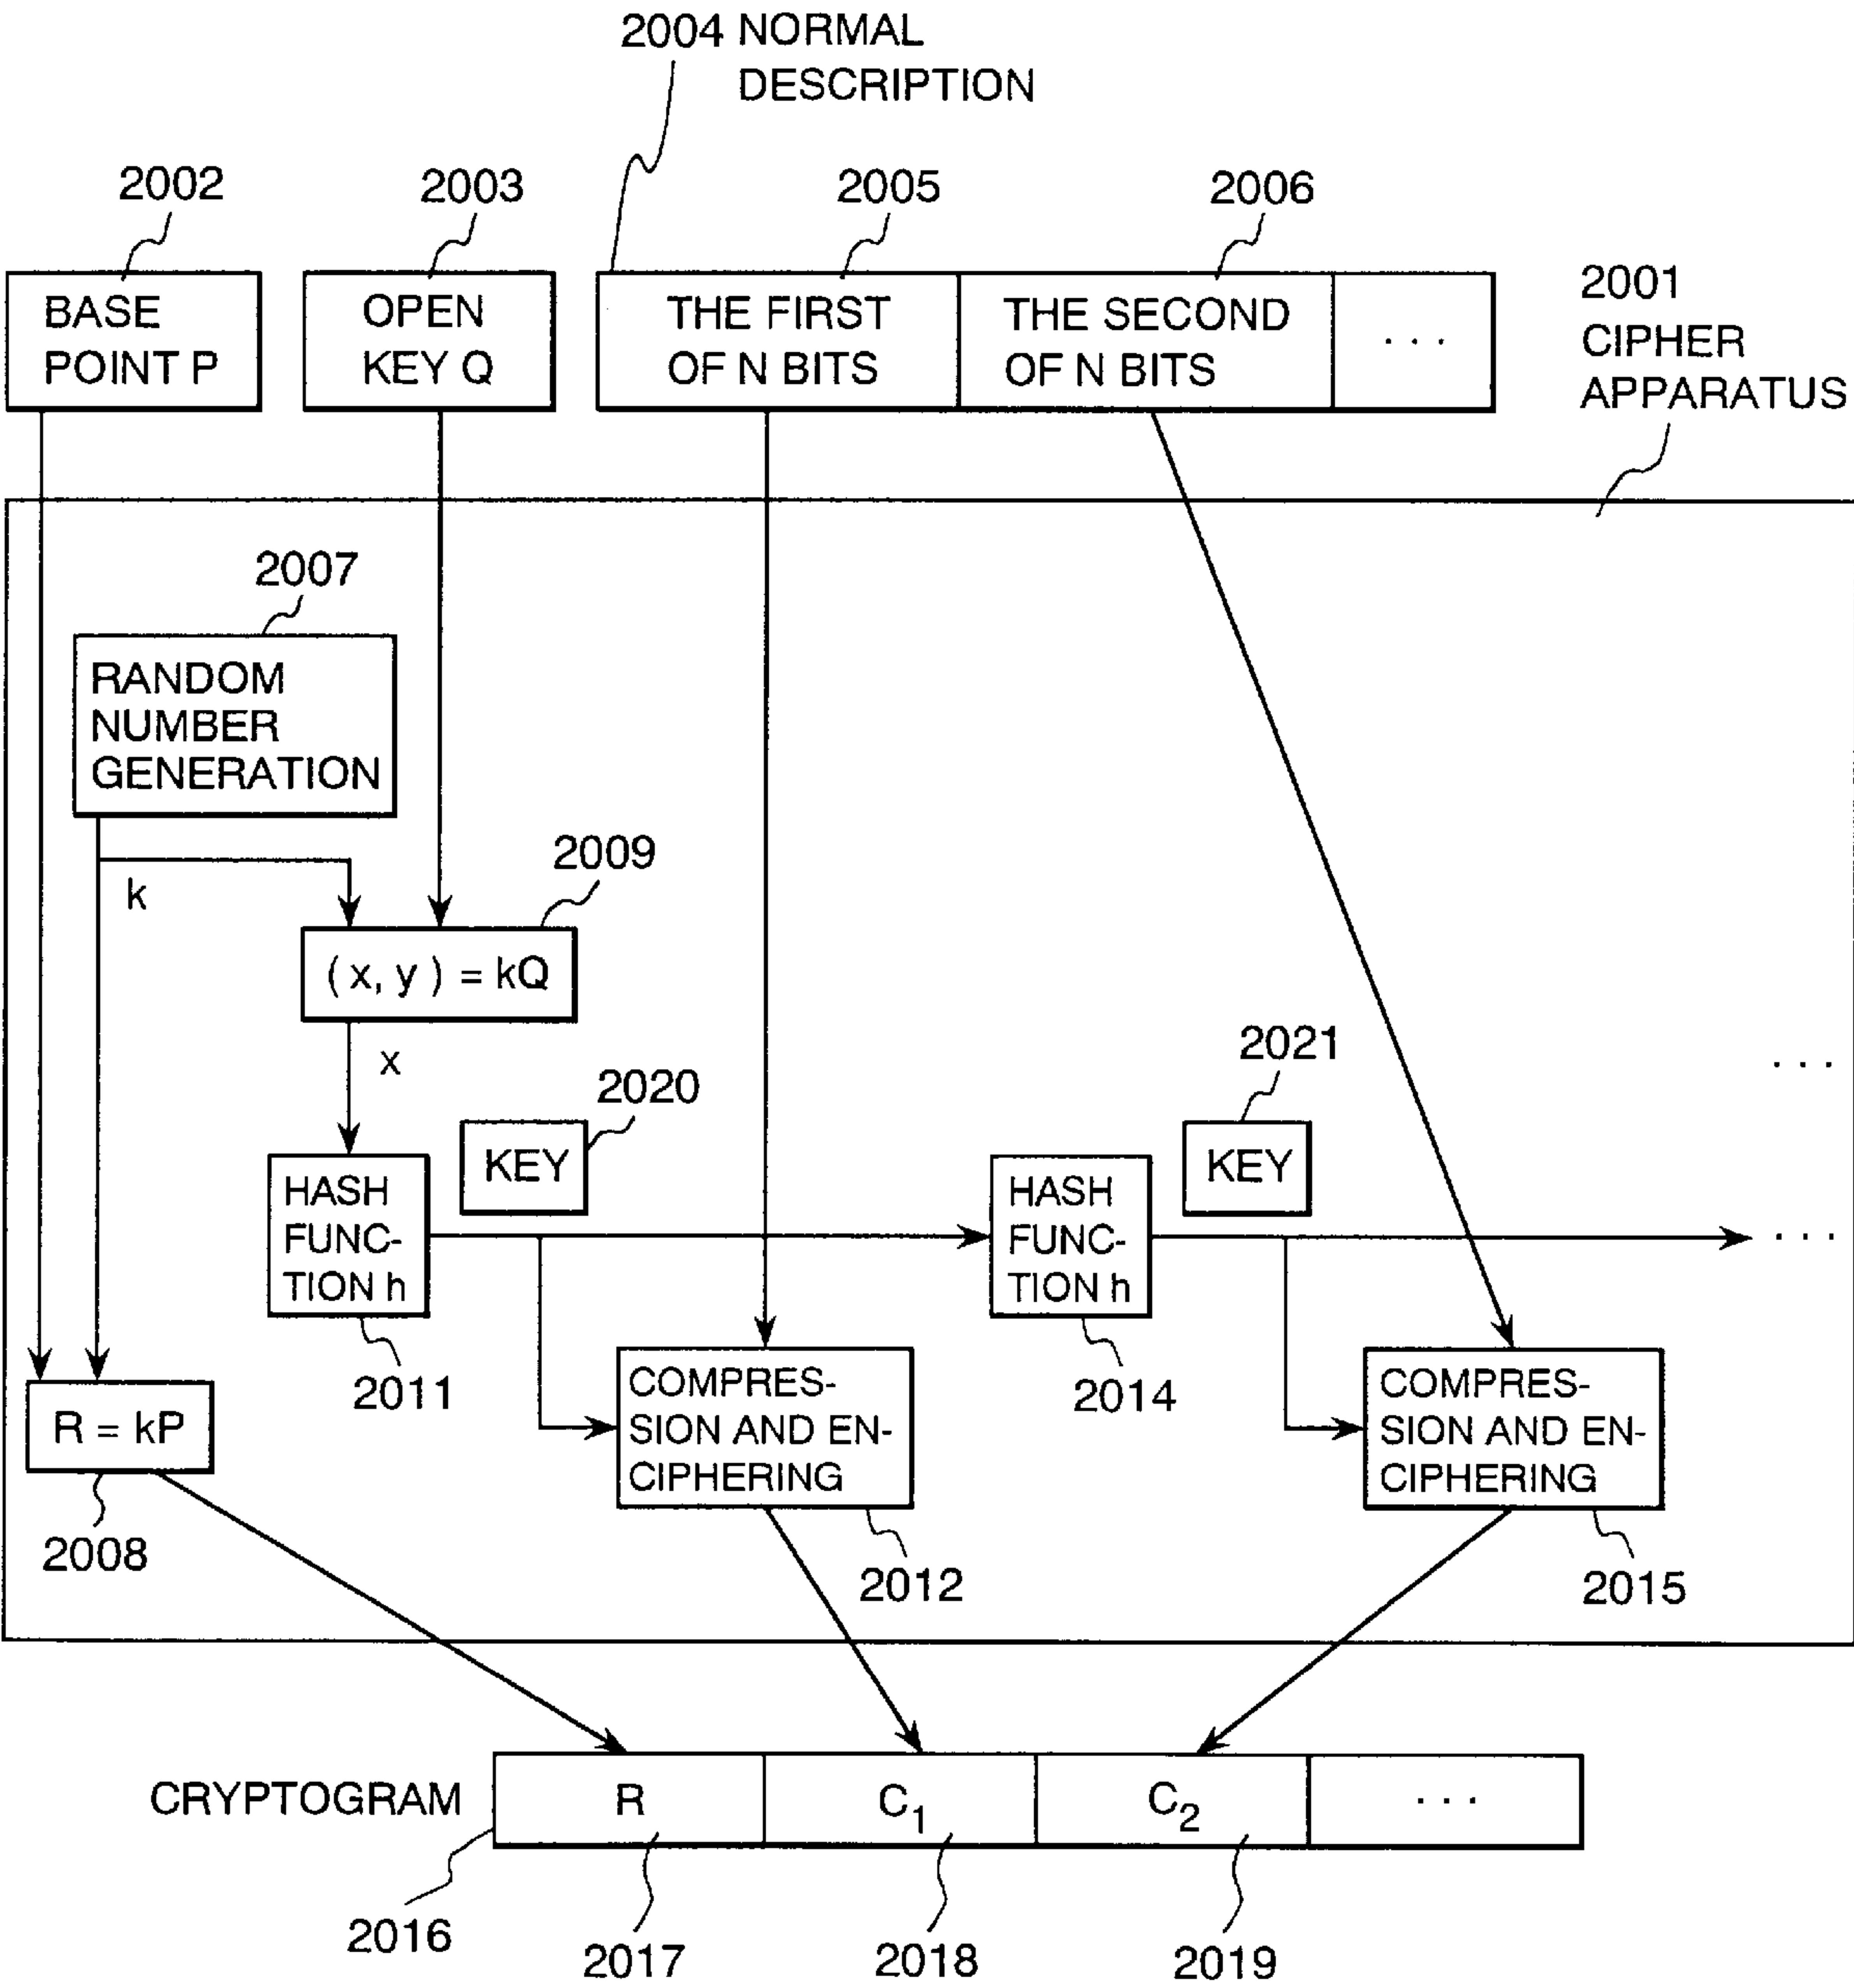 2004 NORMAL
DESCRIPTION
2002
2003
2005
2006
BASE
POINT P
OPEN
KEY Q
THE FIRST
OF N BITS
THE SECOND
OF N BITS
...
2001
CIPHER
APPARATUS
2007
RANDOM
NUMBER
GENERATION
k
2009
(x, y) = kQ
x
2020
KEY
2021
KEY
...
HASH
FUNC-
TION h
2011
HASH
FUNC-
TION h
2014
...
R = kP
2008
COMPRES-
SION AND EN-
CIPHERING
2012
COMPRES-
SION AND EN-
CIPHERING
2015
CRYPTOGRAM
R
C1
C2
...
2016
2017
2018
2019